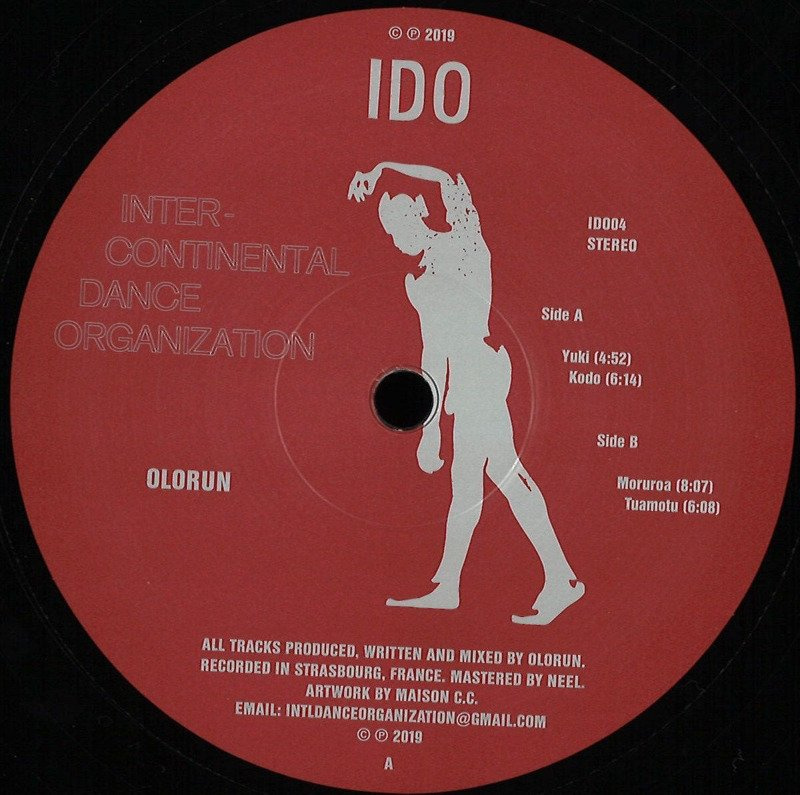 © ℗ 2019
IDO
INTER-
CONTINENTAL
DANCE
ORGANIZATION
IDO04
STEREO
Side A
Yuki (4:52)
Kodo (6:14)
Side B
Moruroa (8:07)
Tuamotu (6:08)
OLORUN
ALL TRACKS PRODUCED, WRITTEN AND MIXED BY OLORUN.
RECORDED IN STRASBOURG, FRANCE. MASTERED BY NEEL.
ARTWORK BY MAISON C.C.
EMAIL: INTLDANCEORGANIZATION@GMAIL.COM
© ℗ 2019
A